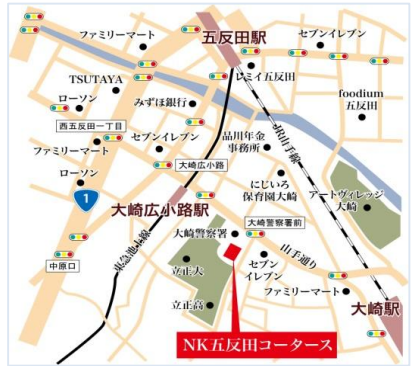 ファミリーマート
五反田駅
セブンイレブン
TSUTAYA
レミィ五反田
foodium
五反田
ローソン
みずほ銀行
西五反田一丁目
セブンイレブン
品川年金
事務所
JR山手線
ファミリーマート
大崎広小路
ローソン
にじいろ
保育園大崎
アートヴィレッジ
大崎
1
大崎広小路駅
大崎警察署前
大崎警察署
山手通り
東急池上線
中原口
立正大
セブン
イレブン
ファミリーマート
大崎駅
立正高
NK五反田コータース